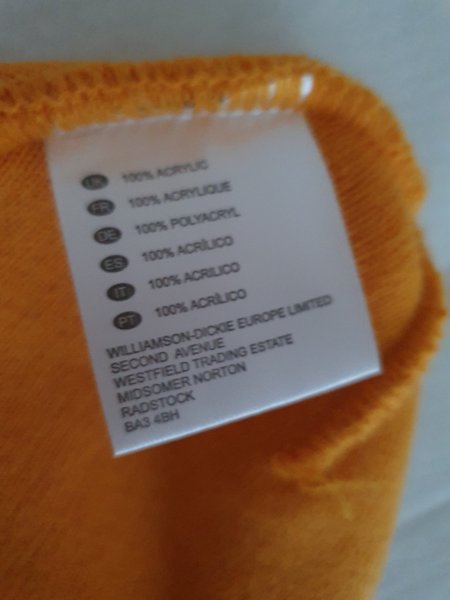 UK 100% ACRYLIC
FR 100% ACRYLIQUE
DE 100% POLYACRYL
ES 100% ACRÍLICO
IT 100% ACRILICO
PT 100% ACRÍLICO
WILLIAMSON-DICKIE EUROPE LIMITED
SECOND AVENUE
WESTFIELD TRADING ESTATE
MIDSOMER NORTON
RADSTOCK
BA3 4BH